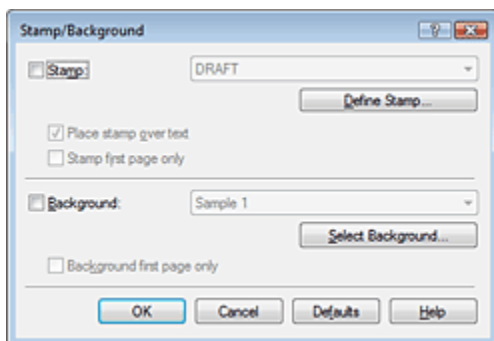 Stamp/Background
Stamp: DRAFT
Define Stamp...
Place stamp over text
Stamp first page only
Background: Sample 1
Select Background...
Background first page only
OK Cancel Defaults Help